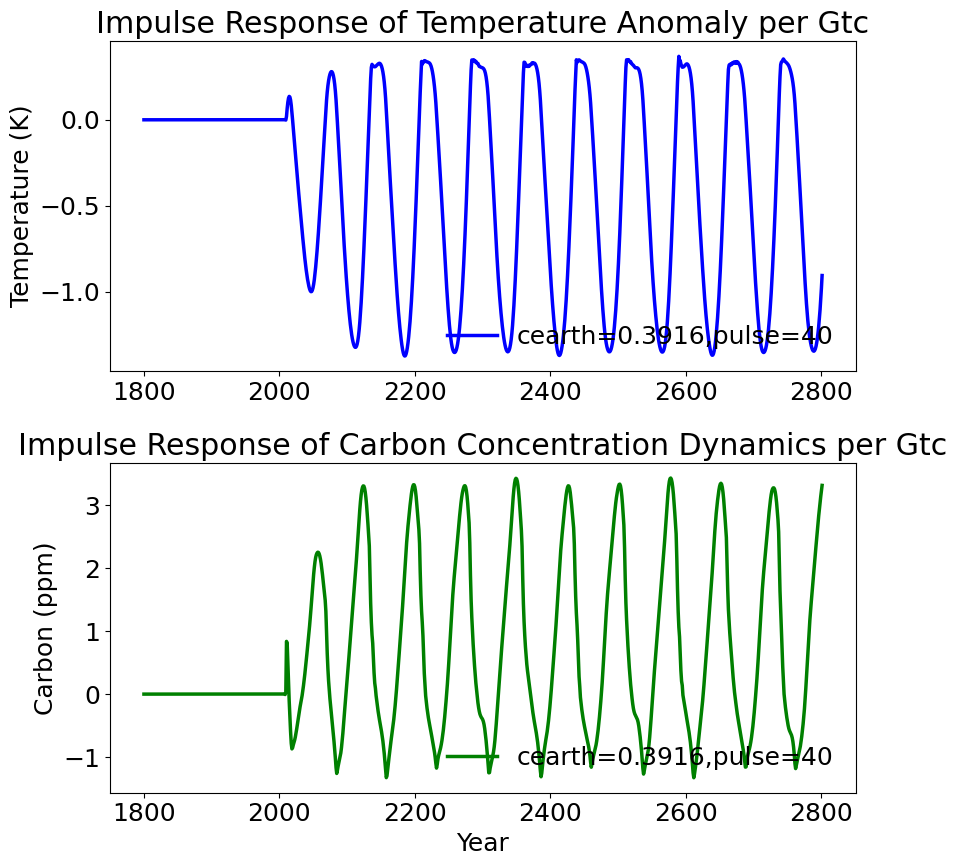 Impulse Response of Temperature Anomaly per Gtc
Temperature (K)
0.0
−0.5
−1.0
cearth=0.3916,pulse=40
1800 2000 2200 2400 2600 2800
Impulse Response of Carbon Concentration Dynamics per Gtc
Carbon (ppm)
3
2
1
0
−1
cearth=0.3916,pulse=40
1800 2000 2200 2400 2600 2800
Year